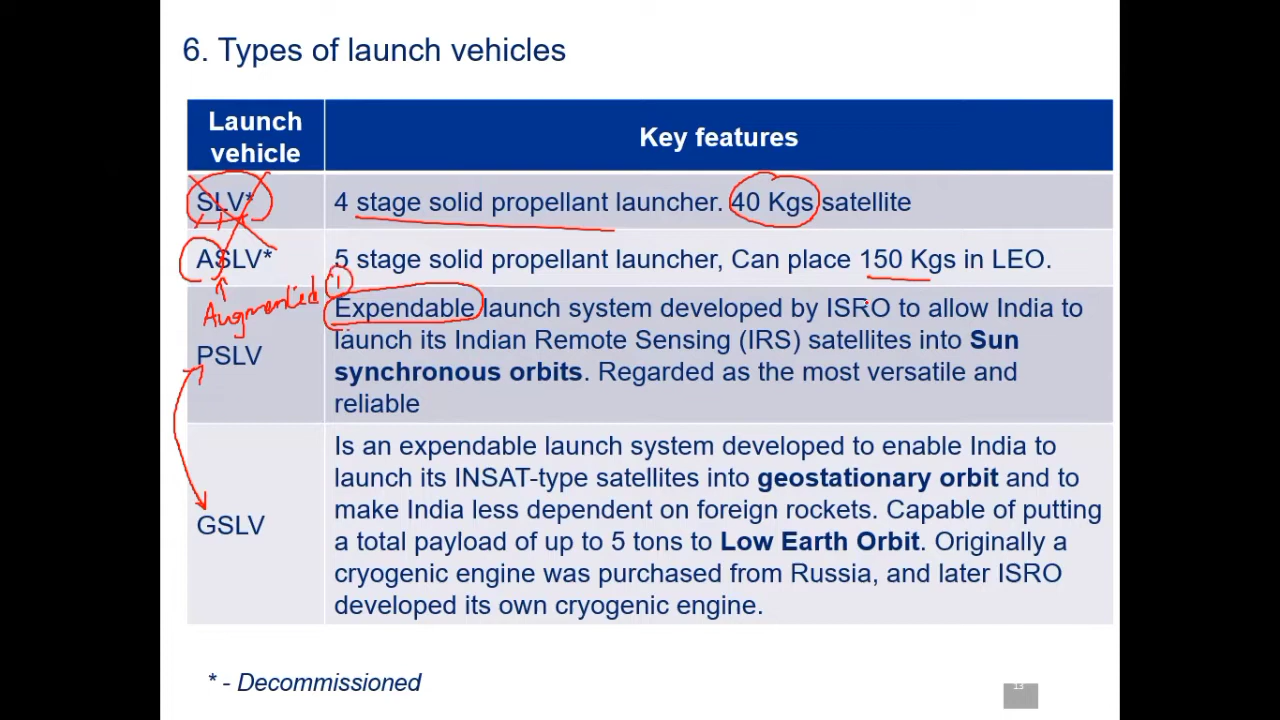 6. Types of launch vehicles
Launch
vehicle
Key features
SLV*
4 stage solid propellant launcher. 40 Kgs satellite
ASLV*
5 stage solid propellant launcher, Can place 150 Kgs in LEO.
Augmented
1
PSLV
Expendable launch system developed by ISRO to allow India to
launch its Indian Remote Sensing (IRS) satellites into Sun
synchronous orbits. Regarded as the most versatile and
reliable
GSLV
Is an expendable launch system developed to enable India to
launch its INSAT-type satellites into geostationary orbit and to
make India less dependent on foreign rockets. Capable of putting
a total payload of up to 5 tons to Low Earth Orbit. Originally a
cryogenic engine was purchased from Russia, and later ISRO
developed its own cryogenic engine.
* - Decommissioned
13